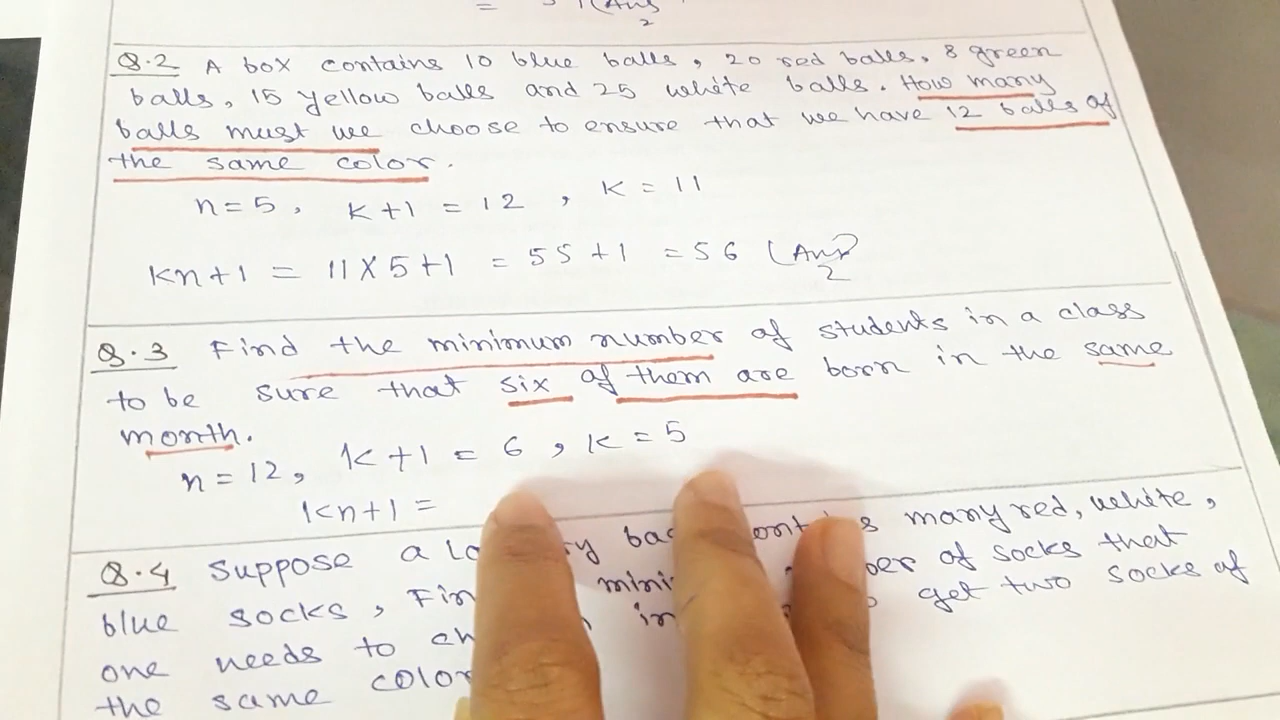 = 
Q.2 A box contains 10 blue balls, 20 red balls, 8 green
balls, 15 yellow balls and 25 white balls. How many
balls must we choose to ensure that we have 12 balls of
the same color.
n = 5, k+1 = 12, k = 11
kn+1 = 11×5+1 = 55+1 = 56 (Ans)
Q.3 Find the minimum number of students in a class
to be sure that six of them are born in the same
month.
n = 12, k+1 = 6, k = 5
kn+1 =
Q.4 Suppose a many red, white,
blue socks, of socks that
one needs to get two socks of
the same color